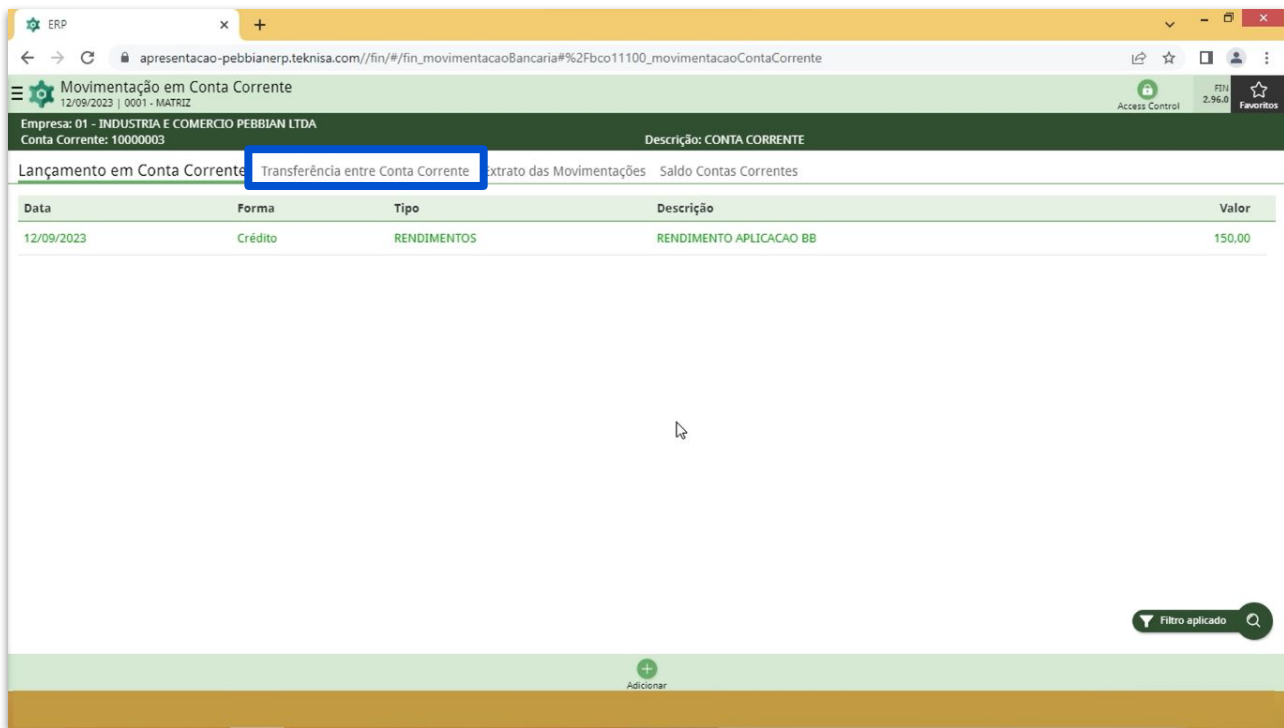 ERP
apresentacao-pebbianerp.teknisa.com//fin/#/fin_movimentacaoBancaria#%2Fbco11100_movimentacaoContaCorrente
Movimentação em Conta Corrente
12/09/2023 | 0001 - MATRIZ
Access Control
FIN
2.96.0
Favoritos
Empresa: 01 - INDUSTRIA E COMERCIO PEBBIAN LTDA
Conta Corrente: 10000003 Descrição: CONTA CORRENTE
Lançamento em Conta Corrente Transferência entre Conta Corrente xtrato das Movimentações Saldo Contas Correntes
Data Forma Tipo Descrição Valor
12/09/2023 Crédito RENDIMENTOS RENDIMENTO APLICACAO BB 150,00
Filtro aplicado
Adicionar